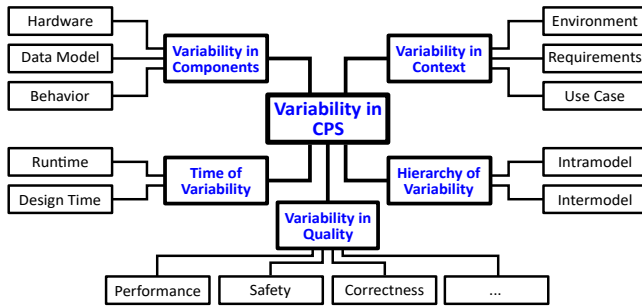 Hardware
Data Model
Behavior
Variability in
Components
Variability in
Context
Environment
Requirements
Use Case
Variability in
CPS
Runtime
Design Time
Time of
Variability
Hierarchy of
Variability
Intramodel
Intermodel
Variability in
Quality
Performance
Safety
Correctness
...